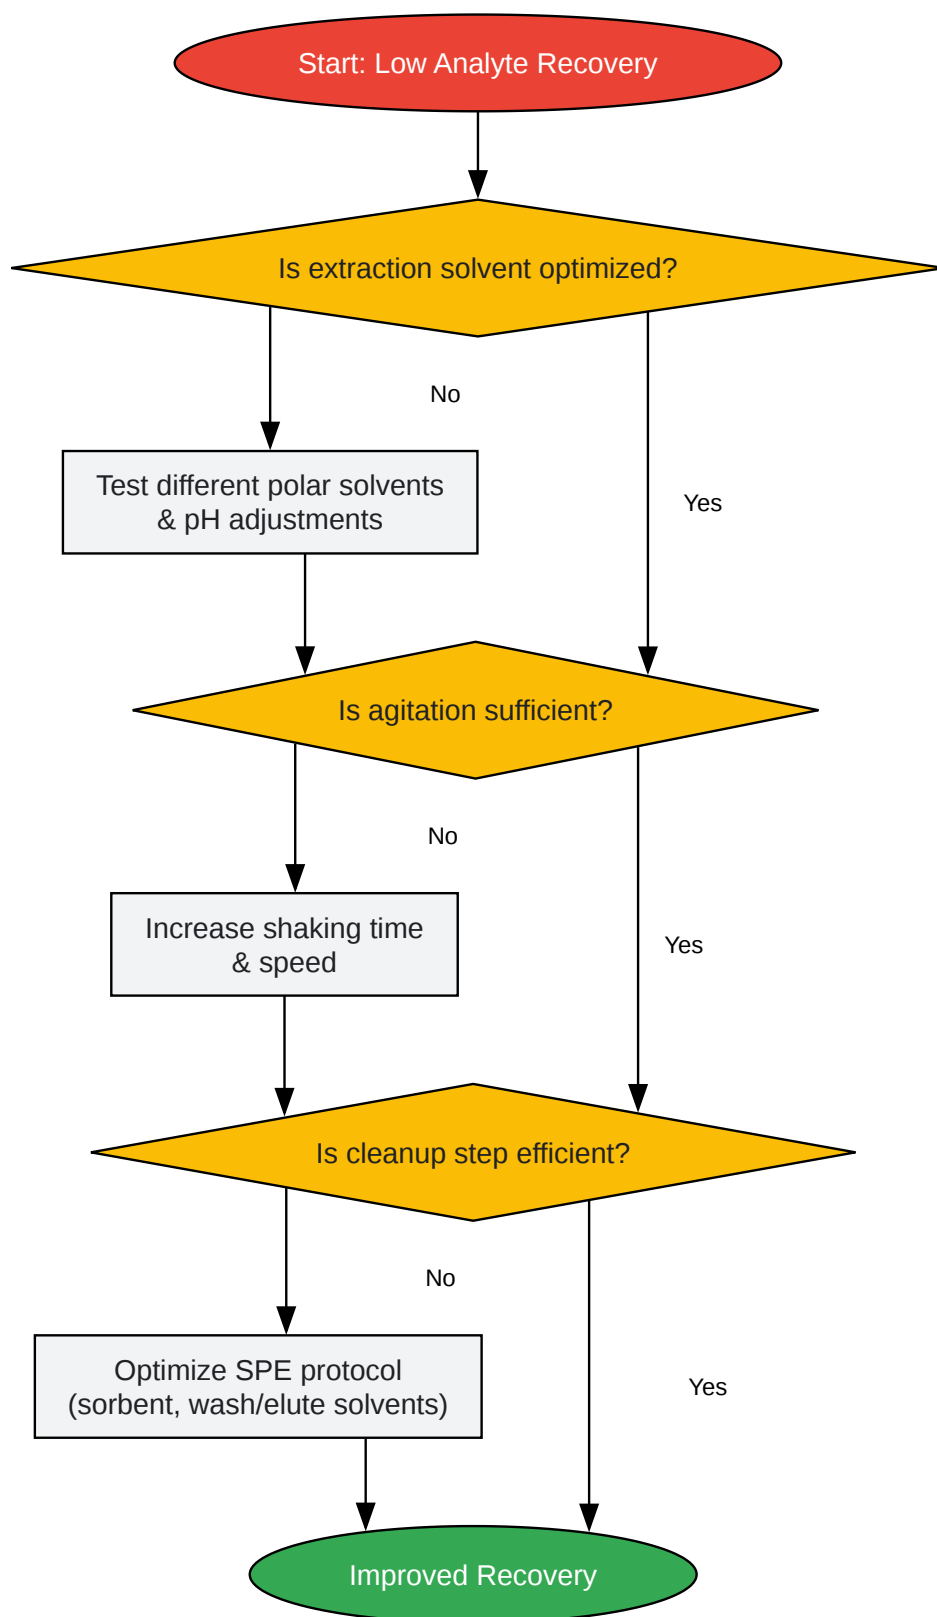 Start: Low Analyte Recovery
Is extraction solvent optimized?
No
Test different polar solvents
& pH adjustments
Yes
Is agitation sufficient?
No
Increase shaking time
& speed
Yes
Is cleanup step efficient?
No
Optimize SPE protocol
(sorbent, wash/elute solvents)
Yes
Improved Recovery